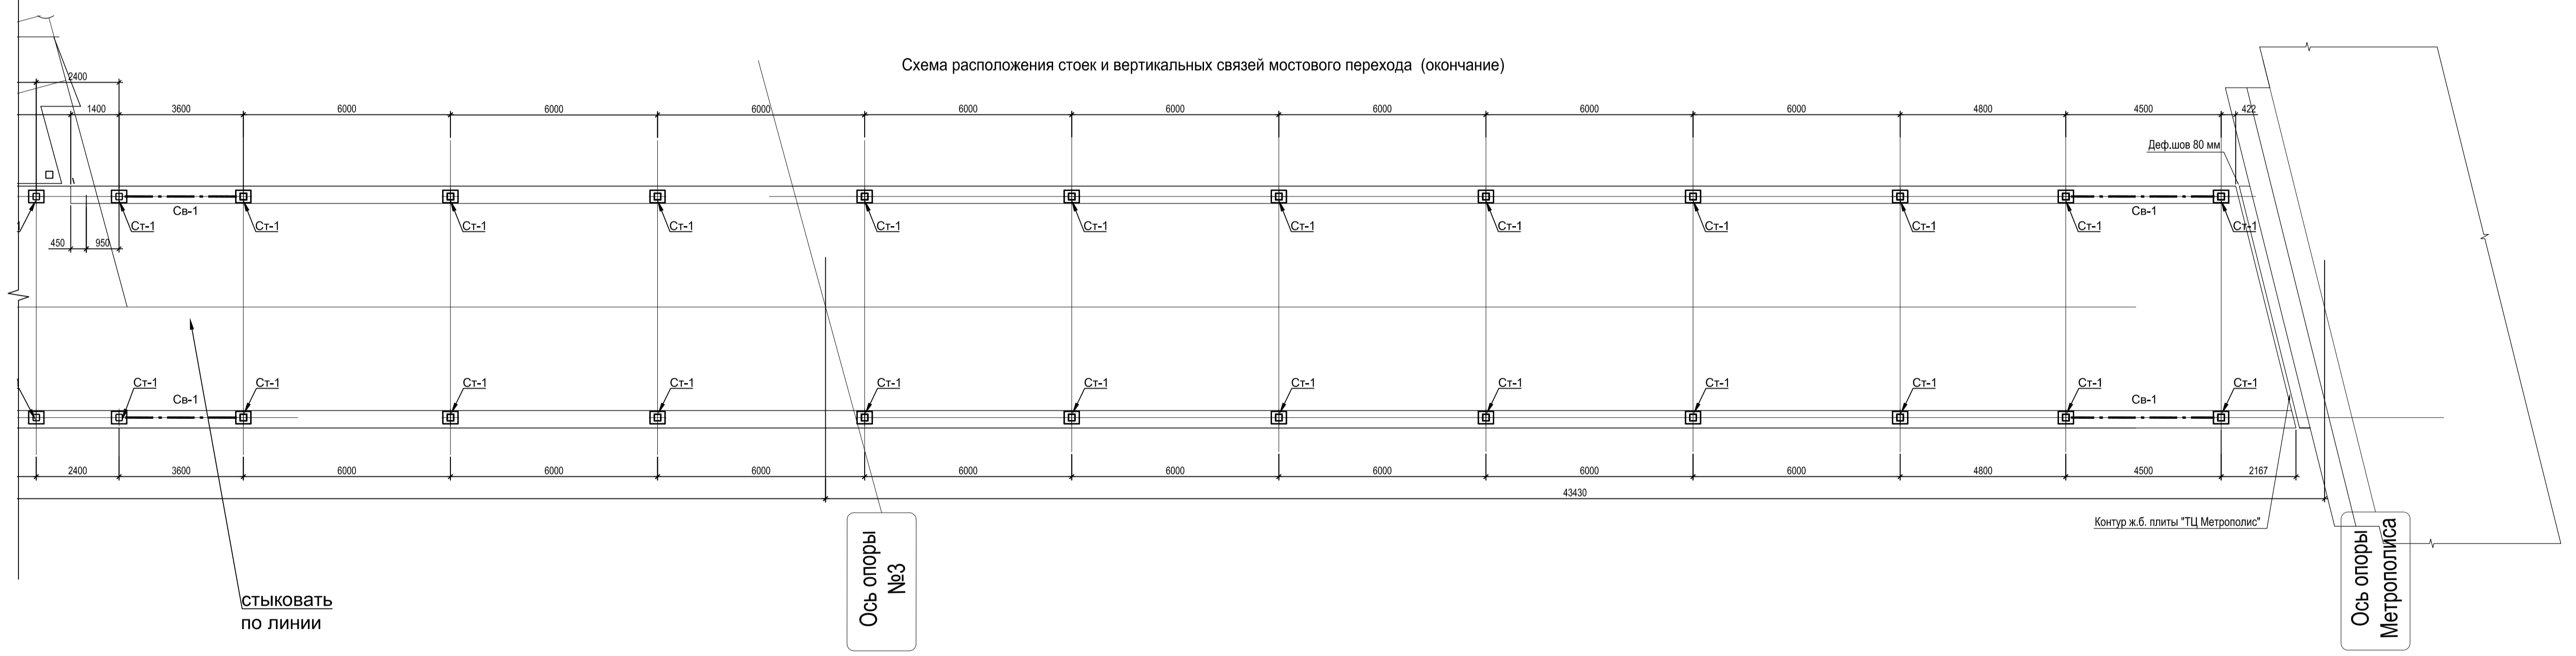 Схема расположения стоек и вертикальных связей мостового перехода (окончание)
2400
1400 3600 6000 6000 6000 6000 6000 6000 6000 6000 4800 4500 422
Деф.шов 80 мм
Св-1 Св-1
1 Ст-1 Ст-1 Ст-1 Ст-1 Ст-1 Ст-1 Ст-1 Ст-1 Ст-1 Ст-1 Ст-1 Ст-1
450 950
1 Ст-1 Ст-1 Ст-1 Ст-1 Ст-1 Ст-1 Ст-1 Ст-1 Ст-1 Ст-1 Ст-1 Ст-1
Св-1 Св-1
2400 3600 6000 6000 6000 6000 6000 6000 6000 6000 4800 4500 2167
43430
Контур ж.б. плиты "ТЦ Метрополис"
стыковать
по линии
Ось опоры
№3
Ось опоры
Метрополиса